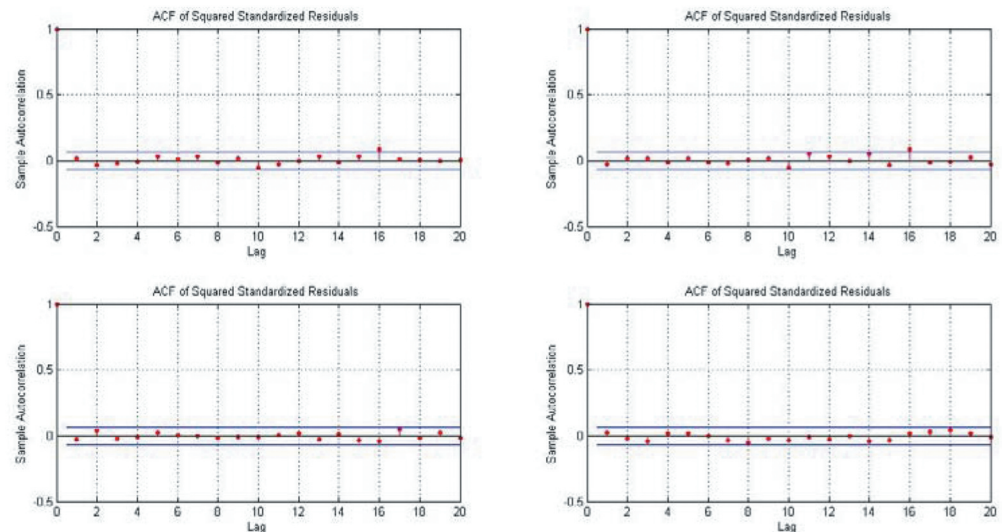 ACF of Squared Standardized Residuals
Sample Autocorrelation
1
0.5
0
-0.5
0 2 4 6 8 10 12 14 16 18 20
Lag
ACF of Squared Standardized Residuals
Sample Autocorrelation
1
0.5
0
-0.5
0 2 4 6 8 10 12 14 16 18 20
Lag
ACF of Squared Standardized Residuals
Sample Autocorrelation
1
0.5
0
-0.5
0 2 4 6 8 10 12 14 16 18 20
Lag
ACF of Squared Standardized Residuals
Sample Autocorrelation
1
0.5
0
-0.5
0 2 4 6 8 10 12 14 16 18 20
Lag